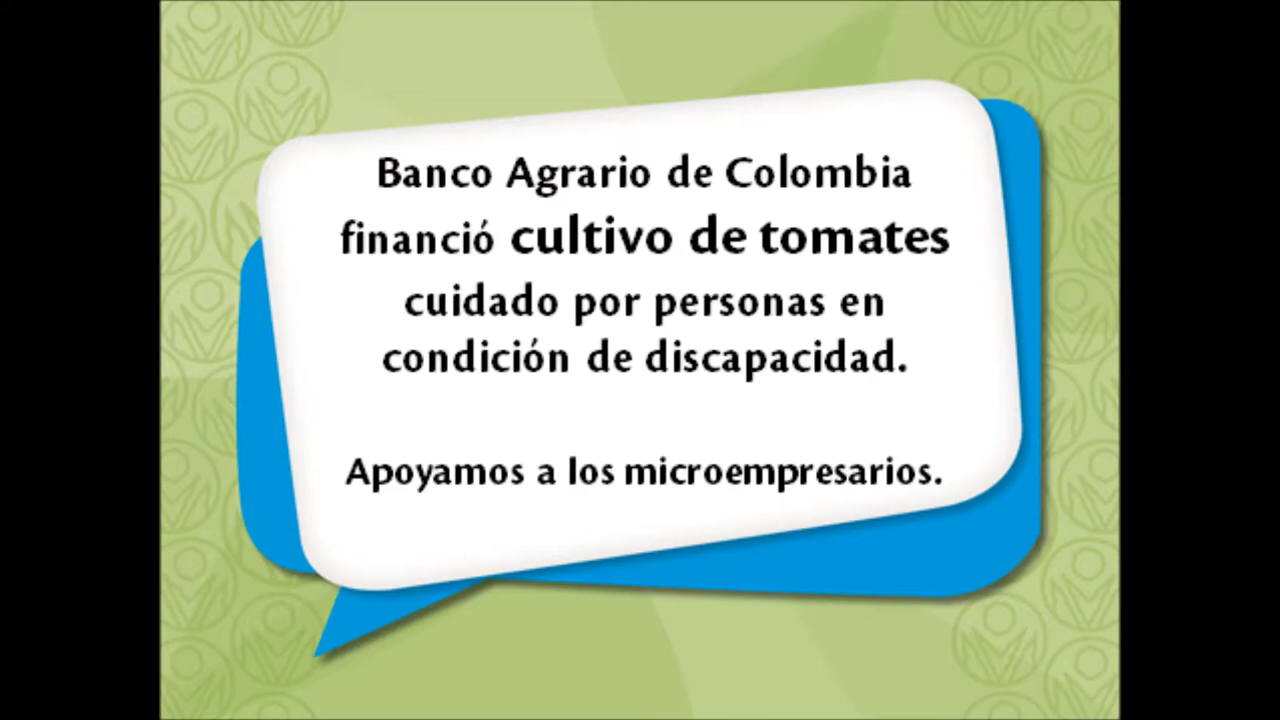 Banco Agrario de Colombia
financió cultivo de tomates
cuidado por personas en
condición de discapacidad.
Apoyamos a los microempresarios.